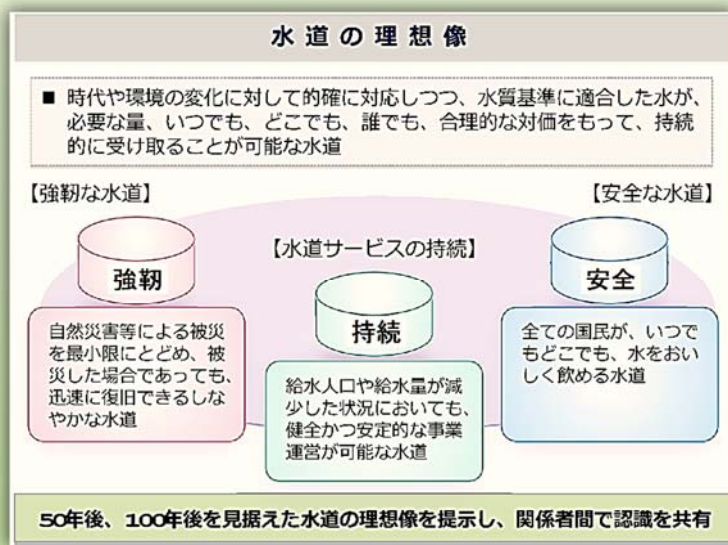 水道の理想像
■ 時代や環境の変化に対して的確に対応しつつ、水質基準に適合した水が、
必要な量、いつでも、どこでも、誰でも、合理的な対価をもって、持続
的に受け取ることが可能な水道
【強靭な水道】
【安全な水道】
【水道サービスの持続】
強靭
自然災害等による被災
を最小限にとどめ、被
災した場合であっても、
迅速に復旧できるしな
やかな水道
持続
給水人口や給水量が減
少した状況においても、
健全かつ安定的な事業
運営が可能な水道
安全
全ての国民が、いつで
もどこでも、水をおい
しく飲める水道
50年後、100年後を見据えた水道の理想像を提示し、関係者間で認識を共有